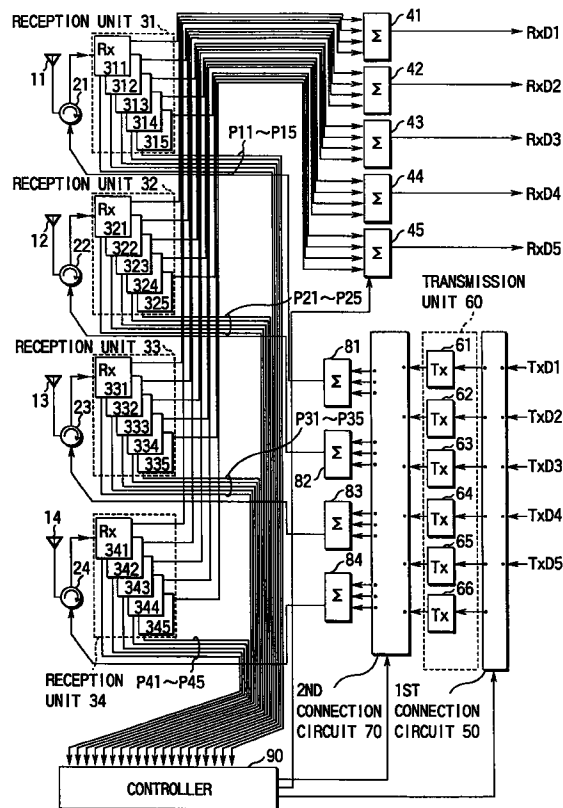 RECEPTION UNIT 31
Rx
311
312
313
314
315
11
21
P11~P15
RECEPTION UNIT 32
Rx
321
322
323
324
325
12
22
P21~P25
RECEPTION UNIT 33
Rx
331
332
333
334
335
13
23
P31~P35
14
Rx
341
342
343
344
345
24
P41~P45
RECEPTION
UNIT 34
Σ
41
RxD1
Σ
42
RxD2
Σ
43
RxD3
Σ
44
RxD4
Σ
45
RxD5
TRANSMISSION
UNIT 60
81
Σ
82
Σ
83
Σ
84
Σ
61
Tx
TxD1
62
Tx
TxD2
63
Tx
TxD3
64
Tx
TxD4
65
Tx
TxD5
66
Tx
2ND
CONNECTION
CIRCUIT 70
1ST
CONNECTION
CIRCUIT 50
90
CONTROLLER